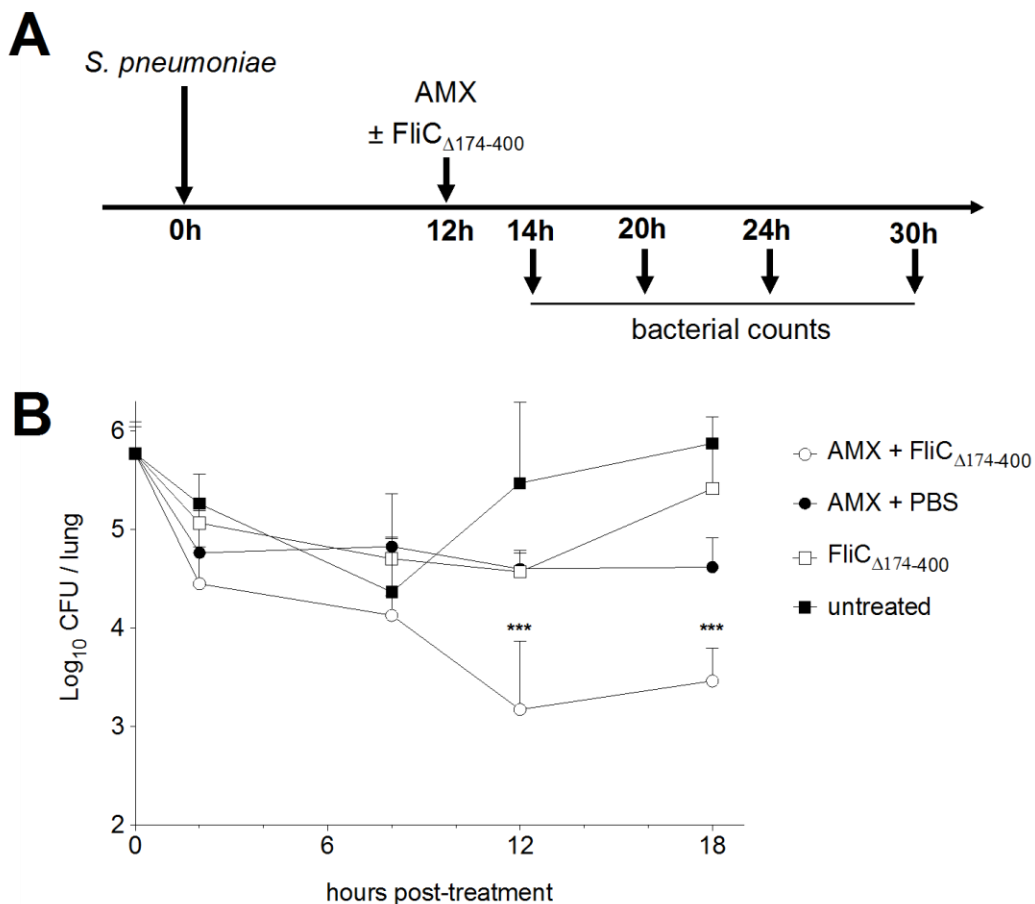 A
S. pneumoniae
AMX
± FliCΔ174-400
0h 12h 14h 20h 24h 30h
bacterial counts
B
6
5
4
3
2
Log10 CFU / lung
*** ***
0 6 12 18
hours post-treatment
AMX + FliCΔ174-400
AMX + PBS
FliCΔ174-400
untreated